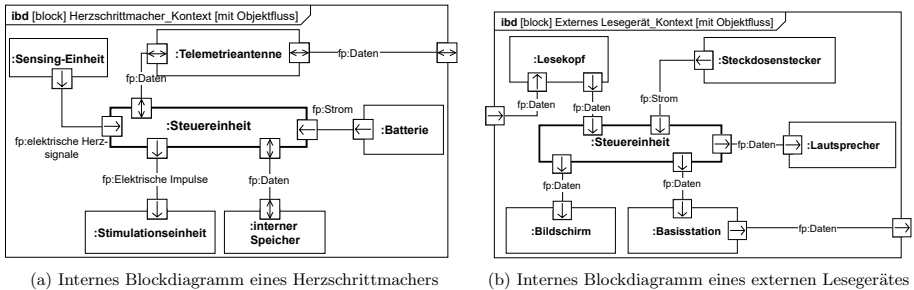 ibd [block] Herzschrittmacher_Kontext [mit Objektfluss]
:Sensing-Einheit
:Telemetrieantenne
fp:Daten
fp:Daten
:Steuereinheit
fp:Strom
:Batterie
fp:elektrische Herz-
signale
fp:Elektrische Impulse
fp:Daten
:Stimulationseinheit
:interner
Speicher
(a) Internes Blockdiagramm eines Herzschrittmachers
ibd [block] Externes Lesegerät_Kontext [mit Objektfluss]
:Lesekopf
:Steckdosenstecker
fp:Daten
fp:Daten
fp:Strom
:Steuereinheit
fp:Daten
:Lautsprecher
fp:Daten
fp:Daten
:Bildschirm
:Basisstation
fp:Daten
(b) Internes Blockdiagramm eines externen Lesegerätes